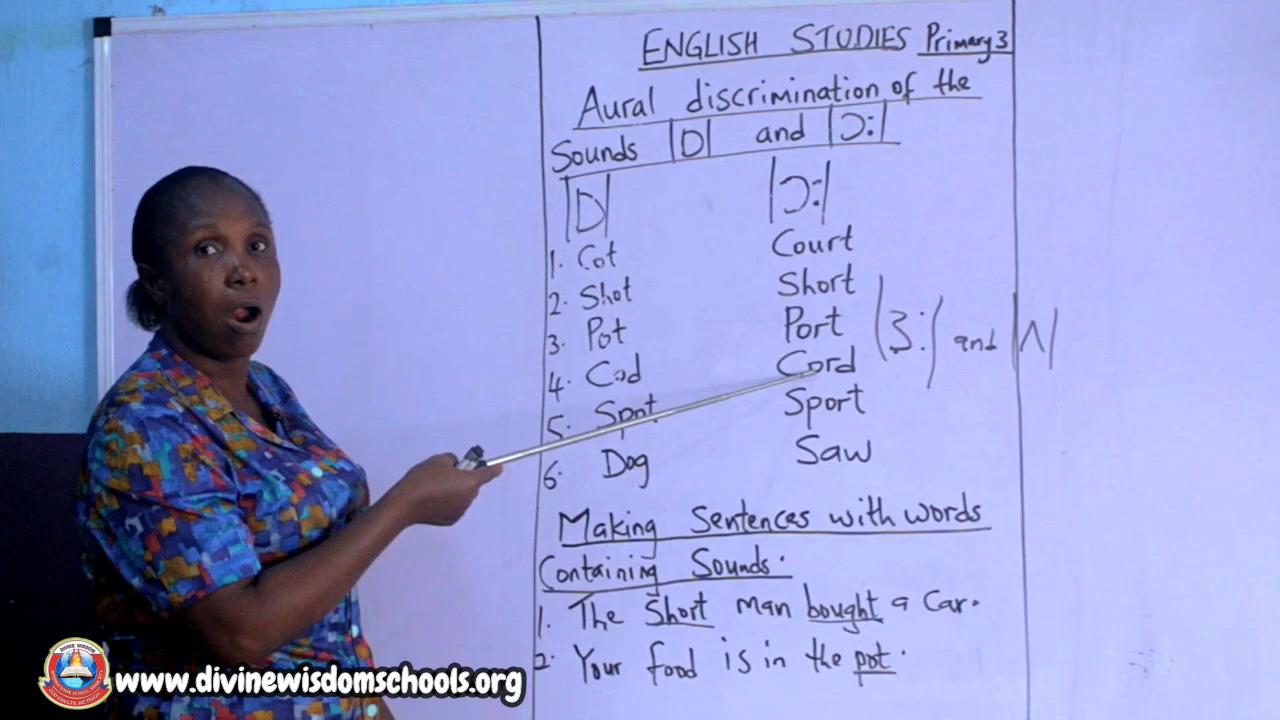 ENGLISH STUDIES Primary 3
Aural discrimination of the
Sounds |ɒ| and |ɔ:|
|ɒ| |ɔ:|
1. Cot Court
2. Shot Short
3. Pot Port |3:| and |ʌ|
4. Cod Cord
5. Spot Sport
6. Dog Saw
Making Sentences with words
Containing Sounds.
1. The Short man bought a Car.
2. Your food is in the pot.
www.divinewisdomschools.org